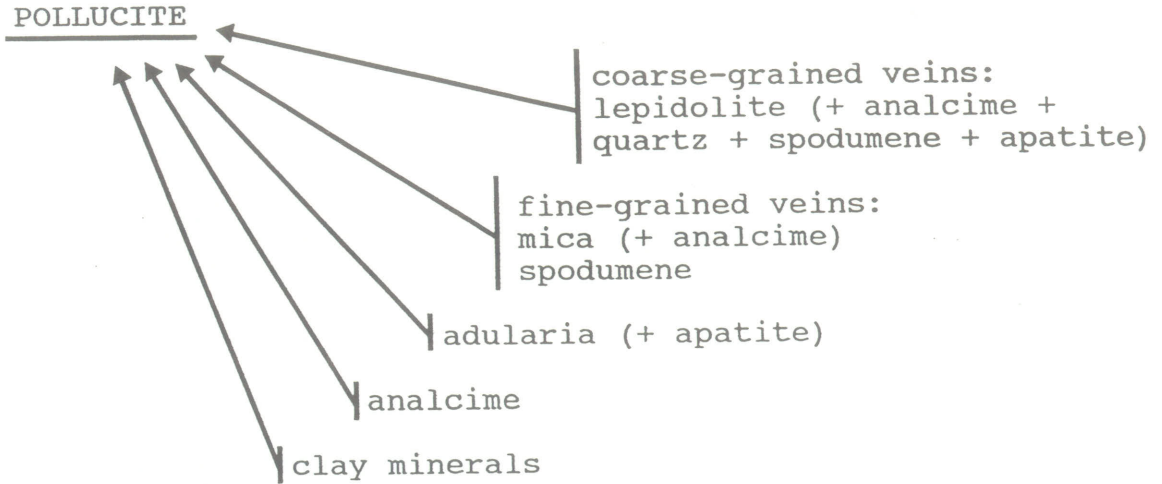 POLLUCITE
coarse-grained veins:
lepidolite (+ analcime +
quartz + spodumene + apatite)
fine-grained veins:
mica (+ analcime)
spodumene
adularia (+ apatite)
analcime
clay minerals